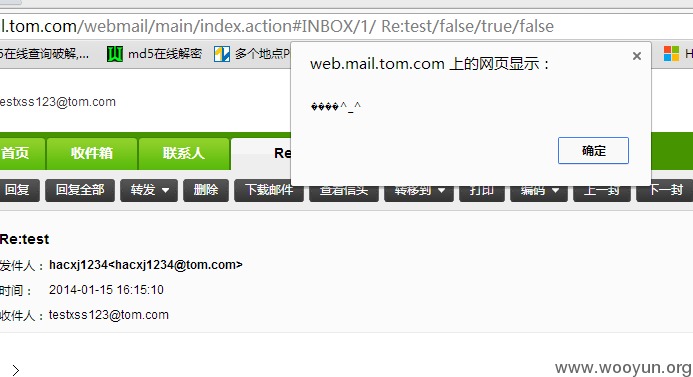 l.tom.com/webmail/main/index.action#INBOX/1/ Re:test/false/true/false
5在线查询破解,... md5在线解密 多个地点P
web.mail.tom.com 上的网页显示：
����^_^
确定
estxss123@tom.com
首页 收件箱 联系人 Re
回复 回复全部 转发 删除 下载邮件 查看信头 转移到 打印 编码 上一封 下一封
Re:test
发件人： hacxj1234<hacxj1234@tom.com>
时间： 2014-01-15 16:15:10
收件人： testxss123@tom.com
>
www.wooyun.org